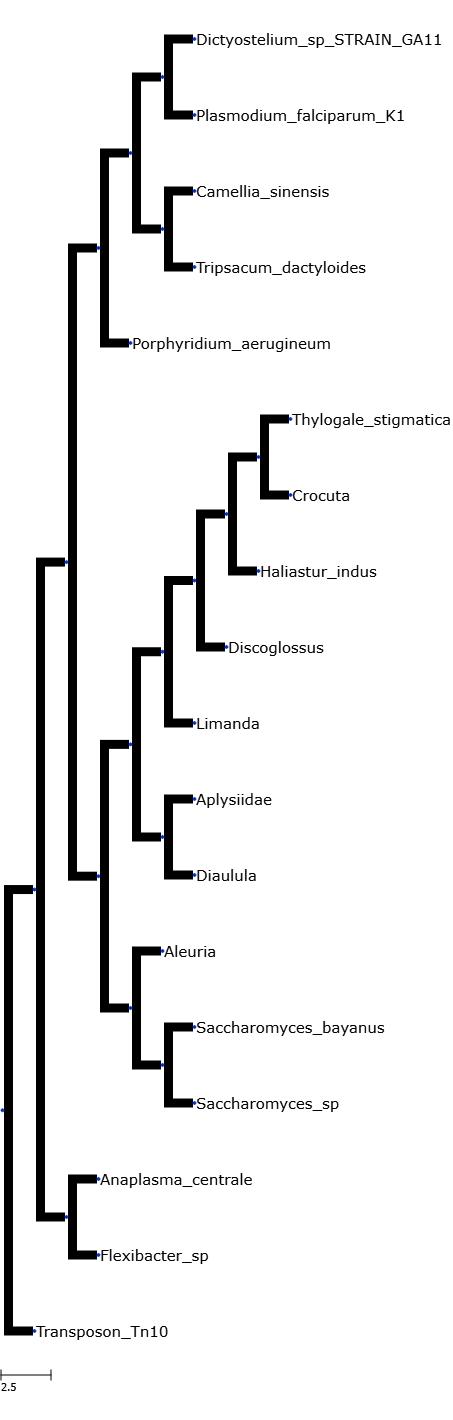 Dictyostelium_sp_STRAIN_GA11
Plasmodium_falciparum_K1
Camellia_sinensis
Tripsacum_dactyloides
Porphyridium_aerugineum
Thylogale_stigmatica
Crocuta
Haliastur_indus
Discoglossus
Limanda
Aplysiidae
Diaulula
Aleuria
Saccharomyces_bayanus
Saccharomyces_sp
Anaplasma_centrale
Flexibacter_sp
Transposon_Tn10
2.5